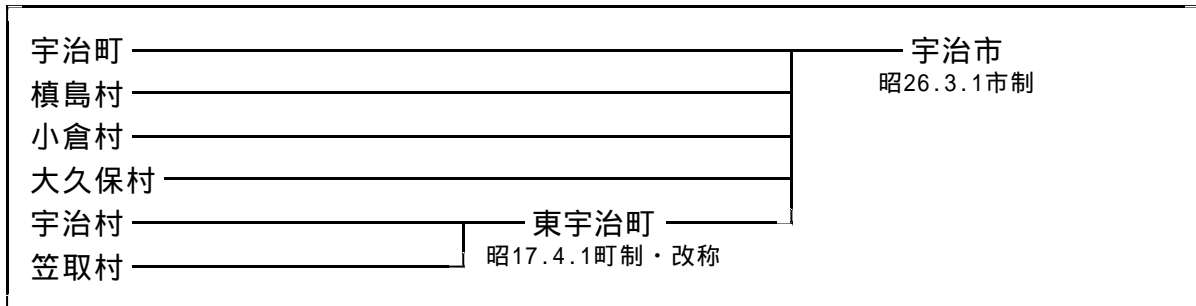 宇治町 宇治市
昭26.3.1市制
槙島村
小倉村
大久保村
宇治村 東宇治町
昭17.4.1町制・改称
笠取村